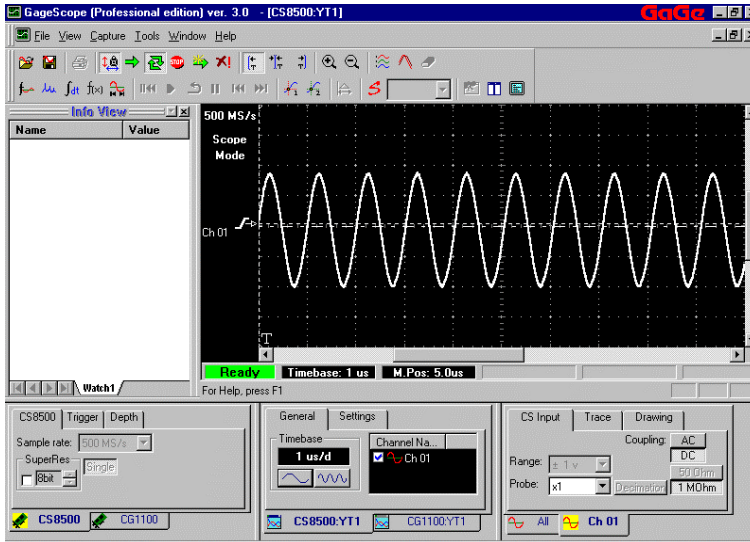 GageScope (Professional edition) ver. 3.0 - [CS8500:YT1]
GaGe
File View Capture Tools Window Help
STOP
f(x)
Info View
Name Value
500 MS/s
Scope
Mode
Ch 01
T
Ready Timebase: 1 us M.Pos: 5.0us
Watch1
For Help, press F1
CS8500 Trigger Depth
Sample rate: 500 MS/s
SuperRes
8bit
Single
CS8500 CG1100
General Settings
Timebase
1 us/d
Channel Na...
Ch 01
CS8500:YT1 CG1100:YT1
CS Input Trace Drawing
Coupling: AC
DC
Range: ± 1 v
50 Ohm
Probe: x1
Decimation
1 MOhm
All Ch 01